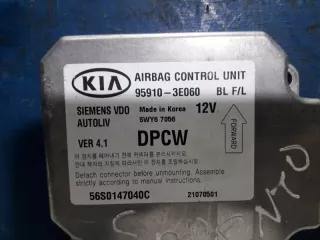 KIA AIRBAG CONTROL UNIT
95910-3E060 BL F/L
SIEMENS VDO Made in Korea 12V
AUTOLIV 5WY6 7056
FORWARD
VER 4.1 DPCW
Detach connector before unmounting. Assemble
strictly according to manual.
56S0147040C 21070501